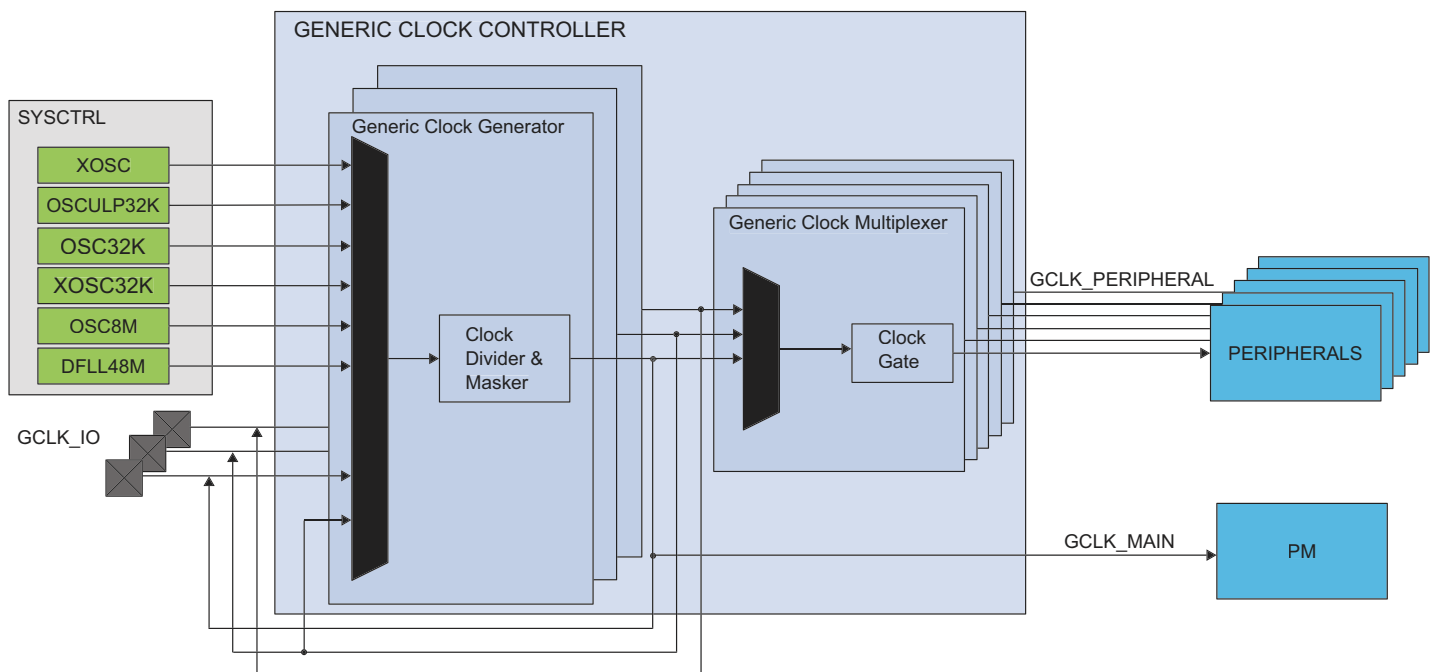 GENERIC CLOCK CONTROLLER
SYSCTRL
XOSC
OSCULP32K
OSC32K
XOSC32K
OSC8M
DFLL48M
GCLK_IO
Generic Clock Generator
Clock
Divider &
Masker
Generic Clock Multiplexer
Clock
Gate
GCLK_PERIPHERAL
PERIPHERALS
GCLK_MAIN
PM